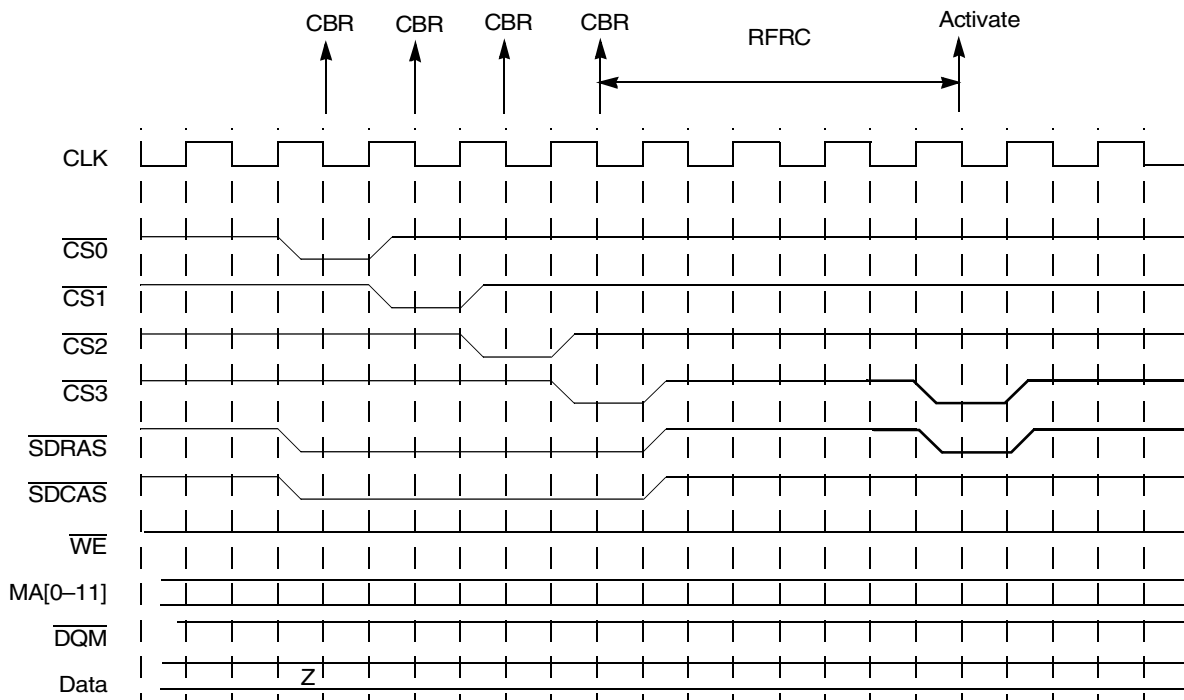 CBR CBR CBR CBR Activate
RFRC
CLK
CS0
CS1
CS2
CS3
SDRAS
SDCAS
WE
MA[0–11]
DQM
Z
Data